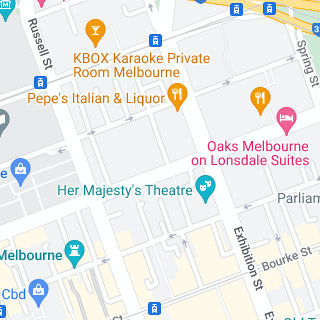 Russell St
KBOX Karaoke Private
Room Melbourne
Spring St
3
Pepe's Italian & Liquor
Oaks Melbourne
on Lonsdale Suites
e
Her Majesty's Theatre
Parliam
Melbourne
Exhibition St
Bourke St
Cbd